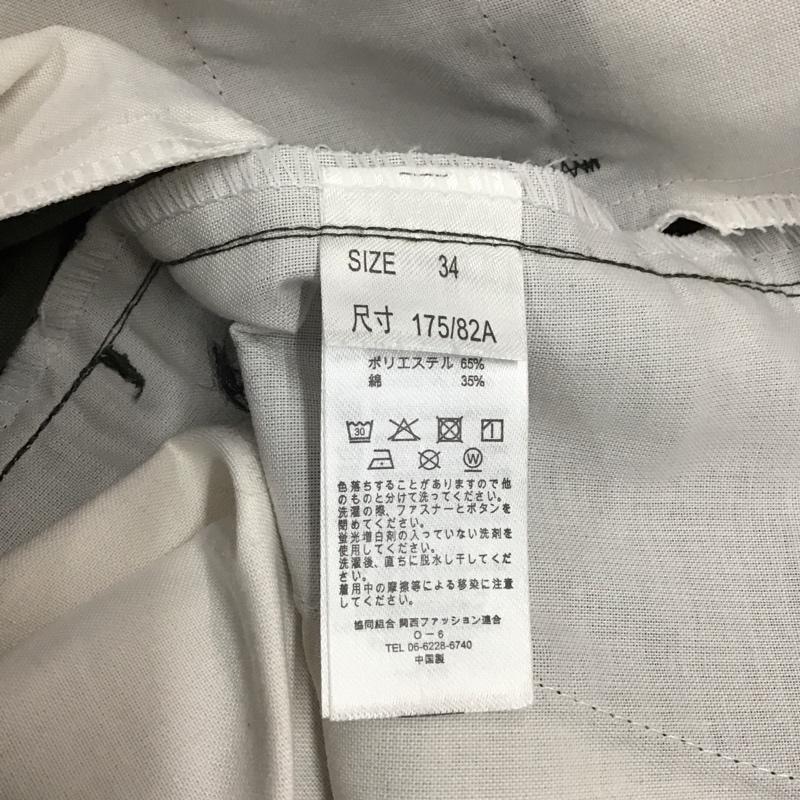 SIZE 34
尺寸 175/82A
ポリエステル 65%
綿 35%
30
W
色落ちすることがありますので他
のものと分けて洗ってください。
洗濯の際、ファスナーとボタンを
閉めてください。
蛍光増白剤の入っていない洗剤を
使用してください。
洗濯後、直ちに脱水し干してくださ
さい。
着用中の摩擦等による移染に注意
してください。
協同組合 関西ファッション連合
O-6
TEL 06-6228-6740
中国製